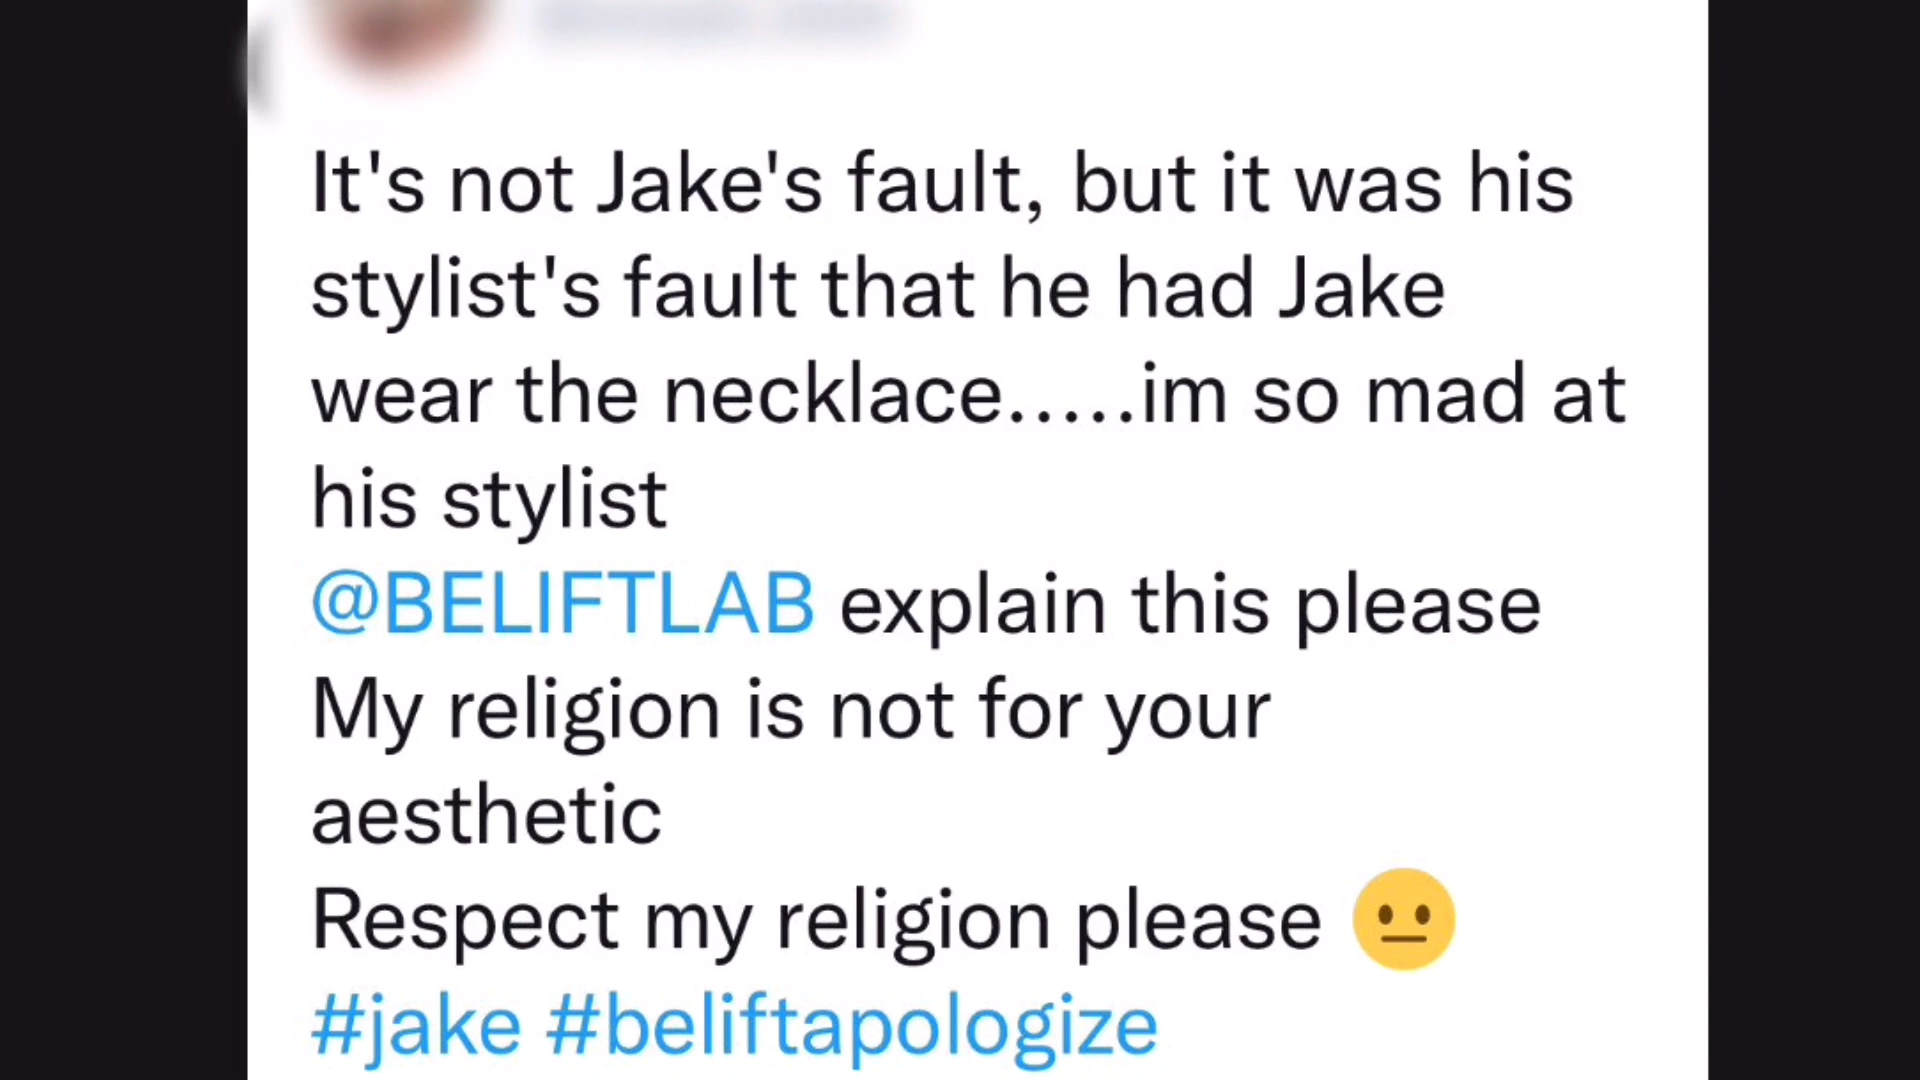 It's not Jake's fault, but it was his
stylist's fault that he had Jake
wear the necklace.....im so mad at
his stylist
@BELIFTLAB explain this please
My religion is not for your
aesthetic
Respect my religion please 😐
#jake #beliftapologize